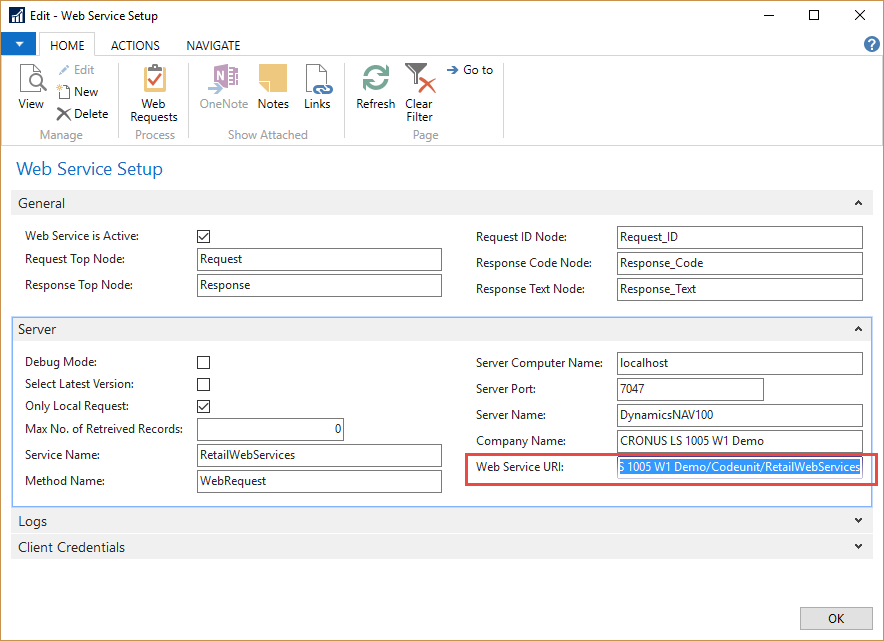 Edit - Web Service Setup
HOME ACTIONS NAVIGATE
View
Edit
New
Delete
Manage
Web Requests
Process
OneNote
Notes
Links
Show Attached
Refresh
Clear Filter
Go to
Page
Web Service Setup
General
Web Service is Active:
Request Top Node: Request
Response Top Node: Response
Request ID Node: Request_ID
Response Code Node: Response_Code
Response Text Node: Response_Text
Server
Debug Mode:
Select Latest Version:
Only Local Request:
Max No. of Retreived Records: 0
Service Name: RetailWebServices
Method Name: WebRequest
Server Computer Name: localhost
Server Port: 7047
Server Name: DynamicsNAV100
Company Name: CRONUS LS 1005 W1 Demo
Web Service URI: S 1005 W1 Demo/Codeunit/RetailWebServices
Logs
Client Credentials
OK